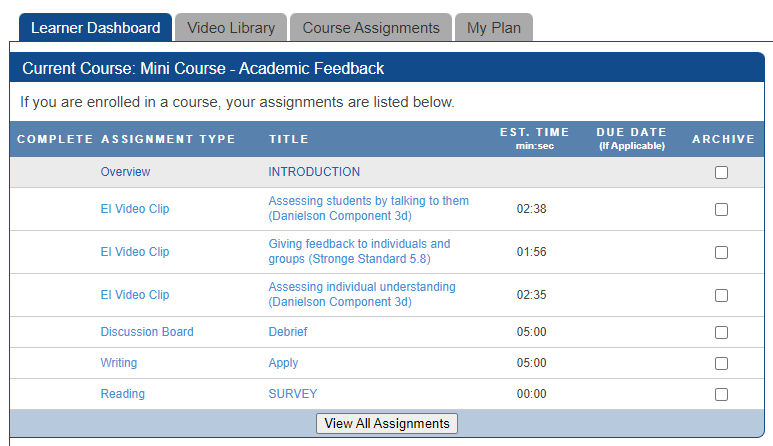 Learner Dashboard Video Library Course Assignments My Plan
Current Course: Mini Course - Academic Feedback
If you are enrolled in a course, your assignments are listed below.
COMPLETE ASSIGNMENT TYPE TITLE EST. TIME min:sec DUE DATE (If Applicable) ARCHIVE
Overview INTRODUCTION
EI Video Clip Assessing students by talking to them (Danielson Component 3d) 02:38
EI Video Clip Giving feedback to individuals and groups (Stronge Standard 5.8) 01:56
EI Video Clip Assessing individual understanding (Danielson Component 3d) 02:35
Discussion Board Debrief 05:00
Writing Apply 05:00
Reading SURVEY 00:00
View All Assignments